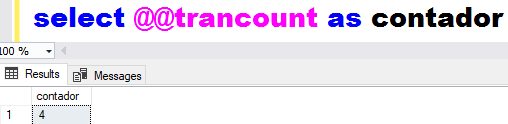 select @@trancount as contador
100 %
Results Messages
contador
1 4